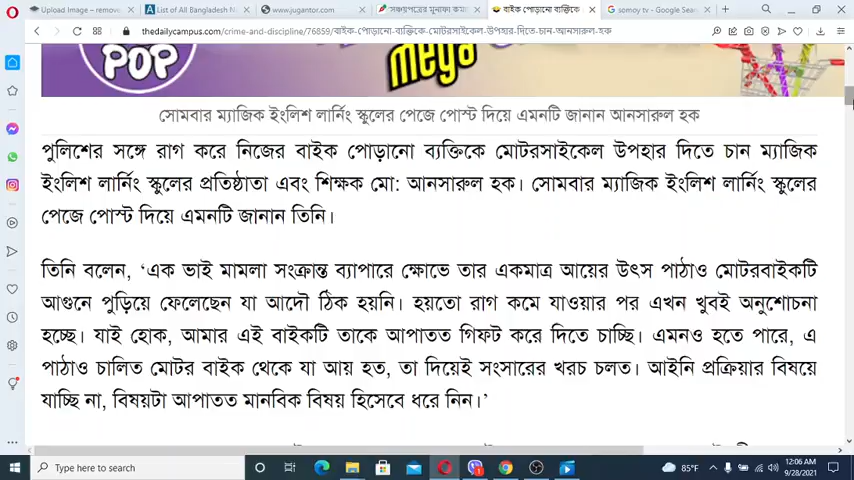 Upload Image – remove
List of All Bangladesh N
www.jugantor.com
সঞ্চয়পত্রের মুনাফা কমা
বাইক পোড়ানো ব্যক্তিকে
somoy tv - Google Sea
thedailycampus.com/crime-and-discipline/76859/বাইক-পোড়ানো-ব্যক্তিকে-মোটরসাইকেল-উপহার-দিতে-চান-আনসারুল-হক
POP
mega
সোমবার ম্যাজিক ইংলিশ লার্নিং স্কুলের পেজে পোস্ট দিয়ে এমনটি জানান আনসারুল হক
পুলিশের সঙ্গে রাগ করে নিজের বাইক পোড়ানো ব্যক্তিকে মোটরসাইকেল উপহার দিতে চান ম্যাজিক
ইংলিশ লার্নিং স্কুলের প্রতিষ্ঠাতা এবং শিক্ষক মো: আনসারুল হক। সোমবার ম্যাজিক ইংলিশ লার্নিং স্কুলের
পেজে পোস্ট দিয়ে এমনটি জানান তিনি।
তিনি বলেন, ‘এক ভাই মামলা সংক্রান্ত ব্যাপারে ক্ষোভে তার একমাত্র আয়ের উৎস পাঠাও মোটরবাইকটি
আগুনে পুড়িয়ে ফেলেছেন যা আদৌ ঠিক হয়নি। হয়তো রাগ কমে যাওয়ার পর এখন খুবই অনুশোচনা
হচ্ছে। যাই হোক, আমার এই বাইকটি তাকে আপাতত গিফট করে দিতে চাচ্ছি। এমনও হতে পারে, এ
পাঠাও চালিত মোটর বাইক থেকে যা আয় হত, তা দিয়েই সংসারের খরচ চলত। আইনি প্রক্রিয়ার বিষয়ে
যাচ্ছি না, বিষয়টা আপাতত মানবিক বিষয় হিসেবে ধরে নিন।’
Type here to search
85°F
12:06 AM
9/28/2021